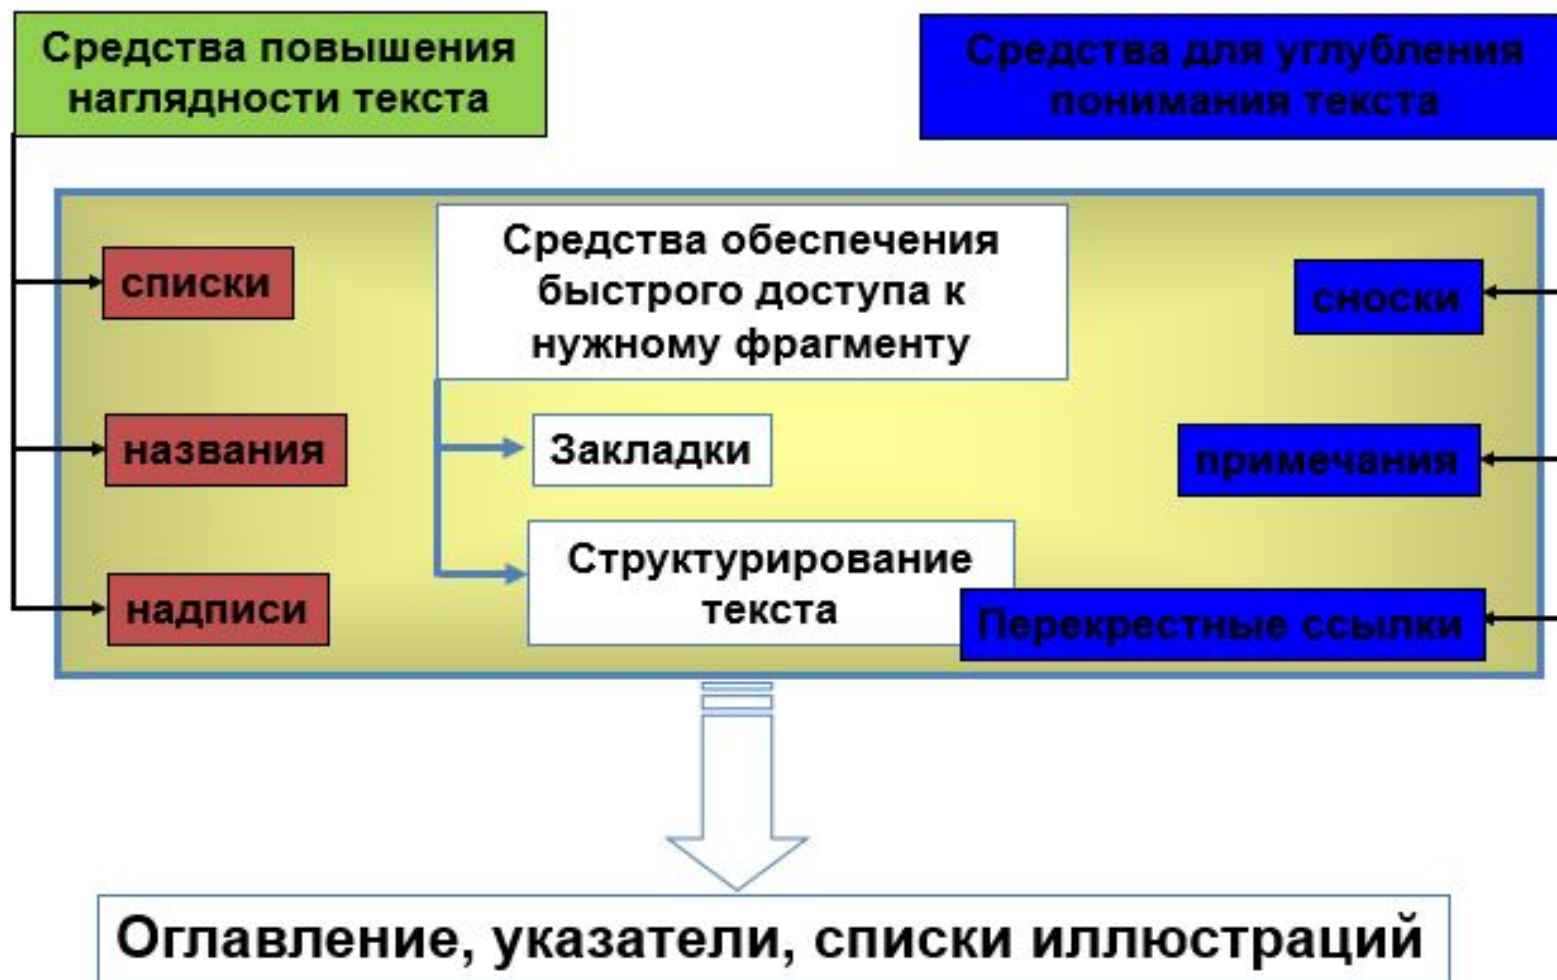 Средства повышения
наглядности текста
Средства для углубления
понимания текста
списки
названия
надписи
Средства обеспечения
быстрого доступа к
нужному фрагменту
Закладки
Структурирование
текста
сноски
примечания
Перекрестные ссылки
Оглавление, указатели, списки иллюстраций